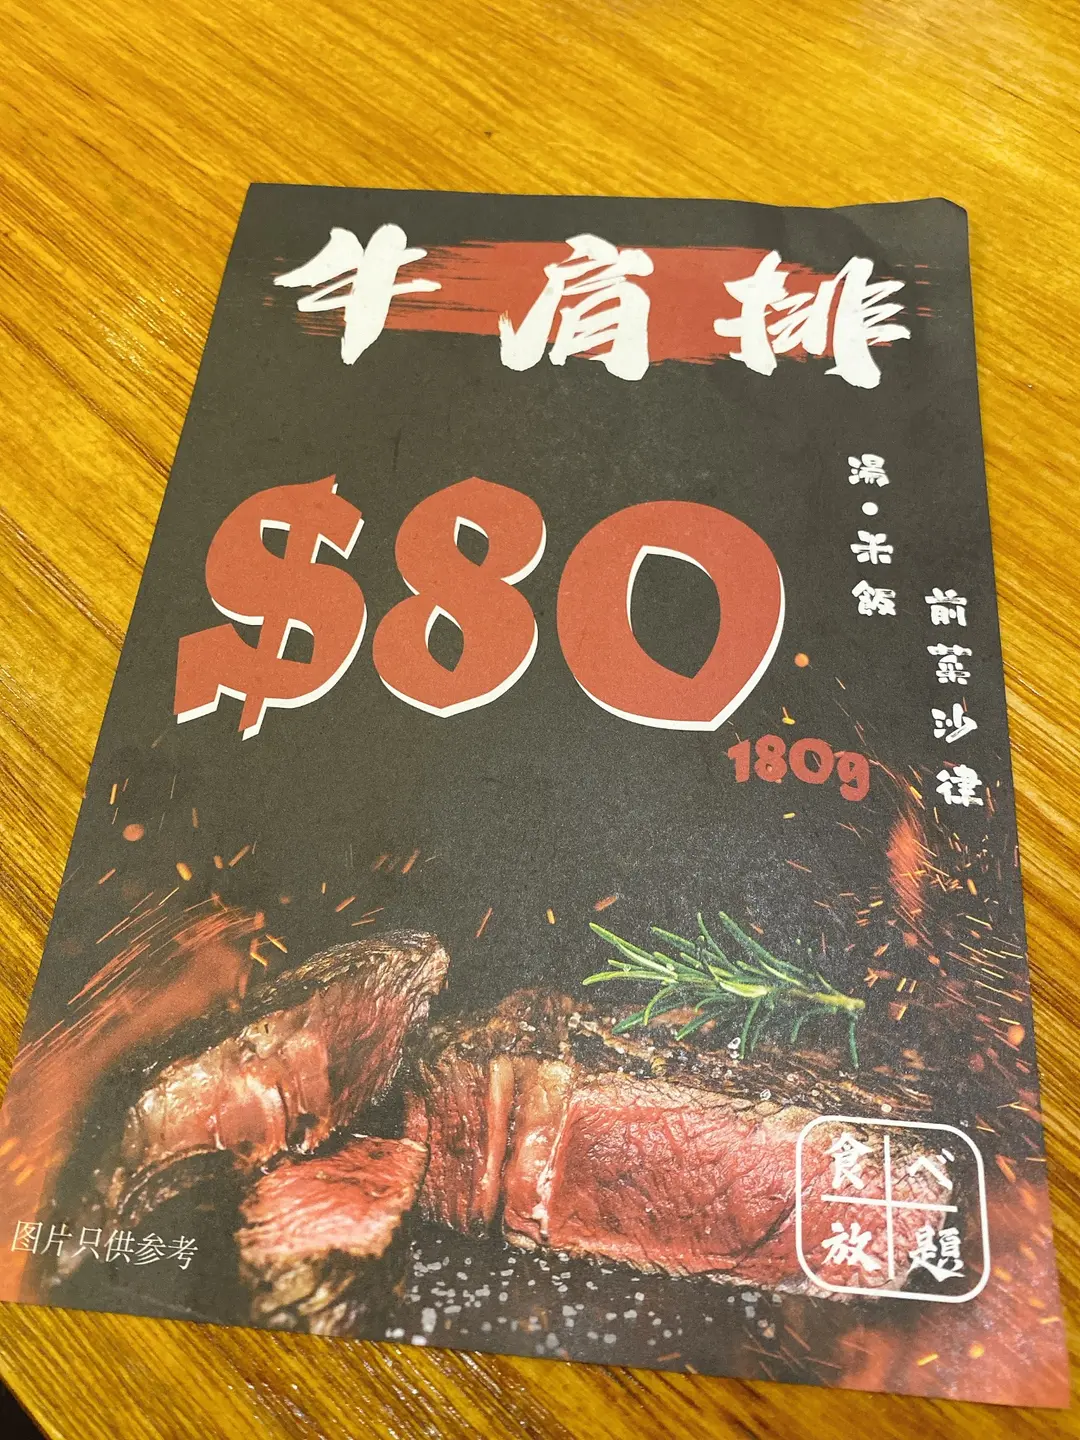 牛肩排
$80
180g
湯·米飯
前菜沙律
食べ
放題
图片只供参考